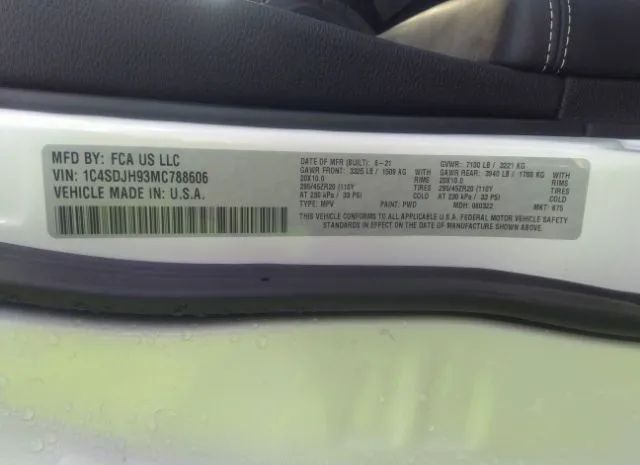 MFD BY: FCA US LLC
VIN: 1C4SDJH93MC788606
VEHICLE MADE IN U.S.A.
DATE OF MFR (BUILT): 6-21 GVWR: 7100 LB / 3221 KG
GAWR FRONT: 3325 LB / 1509 KG GAWR REAR: 3940 LB / 1788 KG
20X10.0 RIMS 20X10.0 RIMS
295/45ZR20 (110Y TIRES 295/45ZR20 (110Y TIRES
AT 230 kPa / 33 PSI COLD AT 230 kPa / 33 PSI COLD
TYPE: MPV PAINT: PWD MDH: 060322 MKT: 875
THIS VEHICLE CONFORMS TO ALL APPLICABLE U.S.A. FEDERAL MOTOR VEHICLE SAFETY
STANDARDS IN EFFECT ON THE DATE OF MANUFACTURE SHOWN ABOVE.